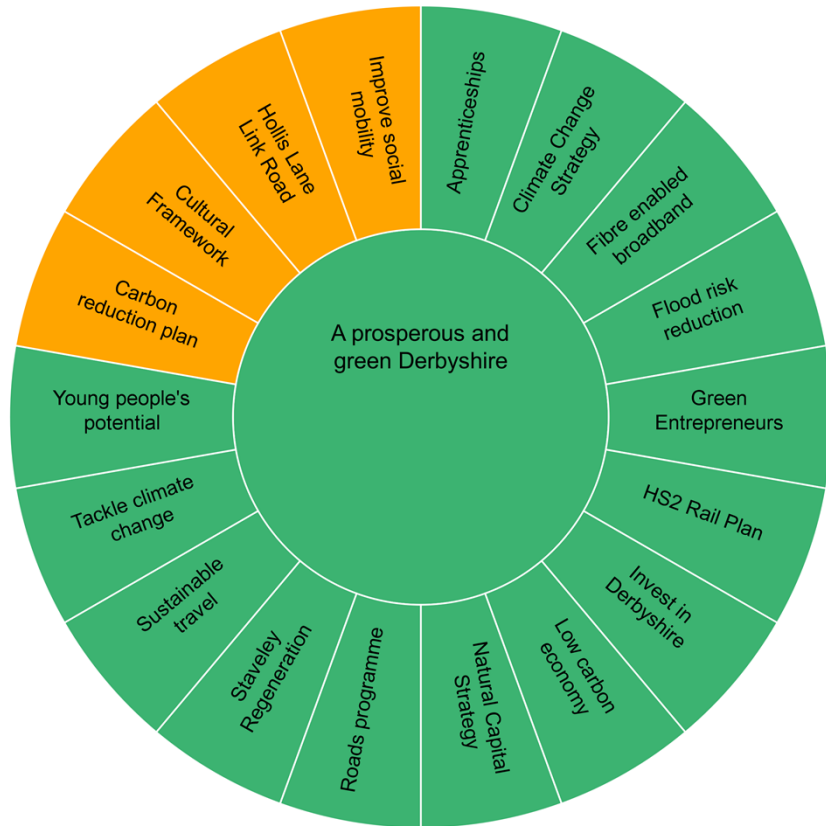 A prosperous and
green Derbyshire
Apprenticeships
Climate Change
Strategy
Fibre enabled
broadband
Flood risk
reduction
Green
Entrepreneurs
HS2 Rail Plan
Invest in
Derbyshire
Low carbon
economy
Natural Capital
Strategy
Roads programme
Staveley
Regeneration
Sustainable
travel
Tackle climate
change
Young people's
potential
Carbon
reduction plan
Cultural
Framework
Hollis Lane
Link Road
Improve social
mobility